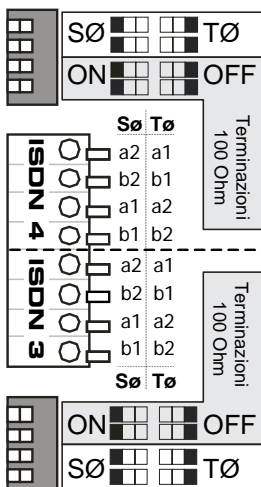 SØ TØ
ON OFF
Sø Tø
a2 a1
b2 b1
a1 a2
b1 b2
ISDN 4
Terminazioni
100 Ohm
a2 a1
b2 b1
a1 a2
b1 b2
ISDN 3
Terminazioni
100 Ohm
Sø Tø
ON OFF
SØ TØ